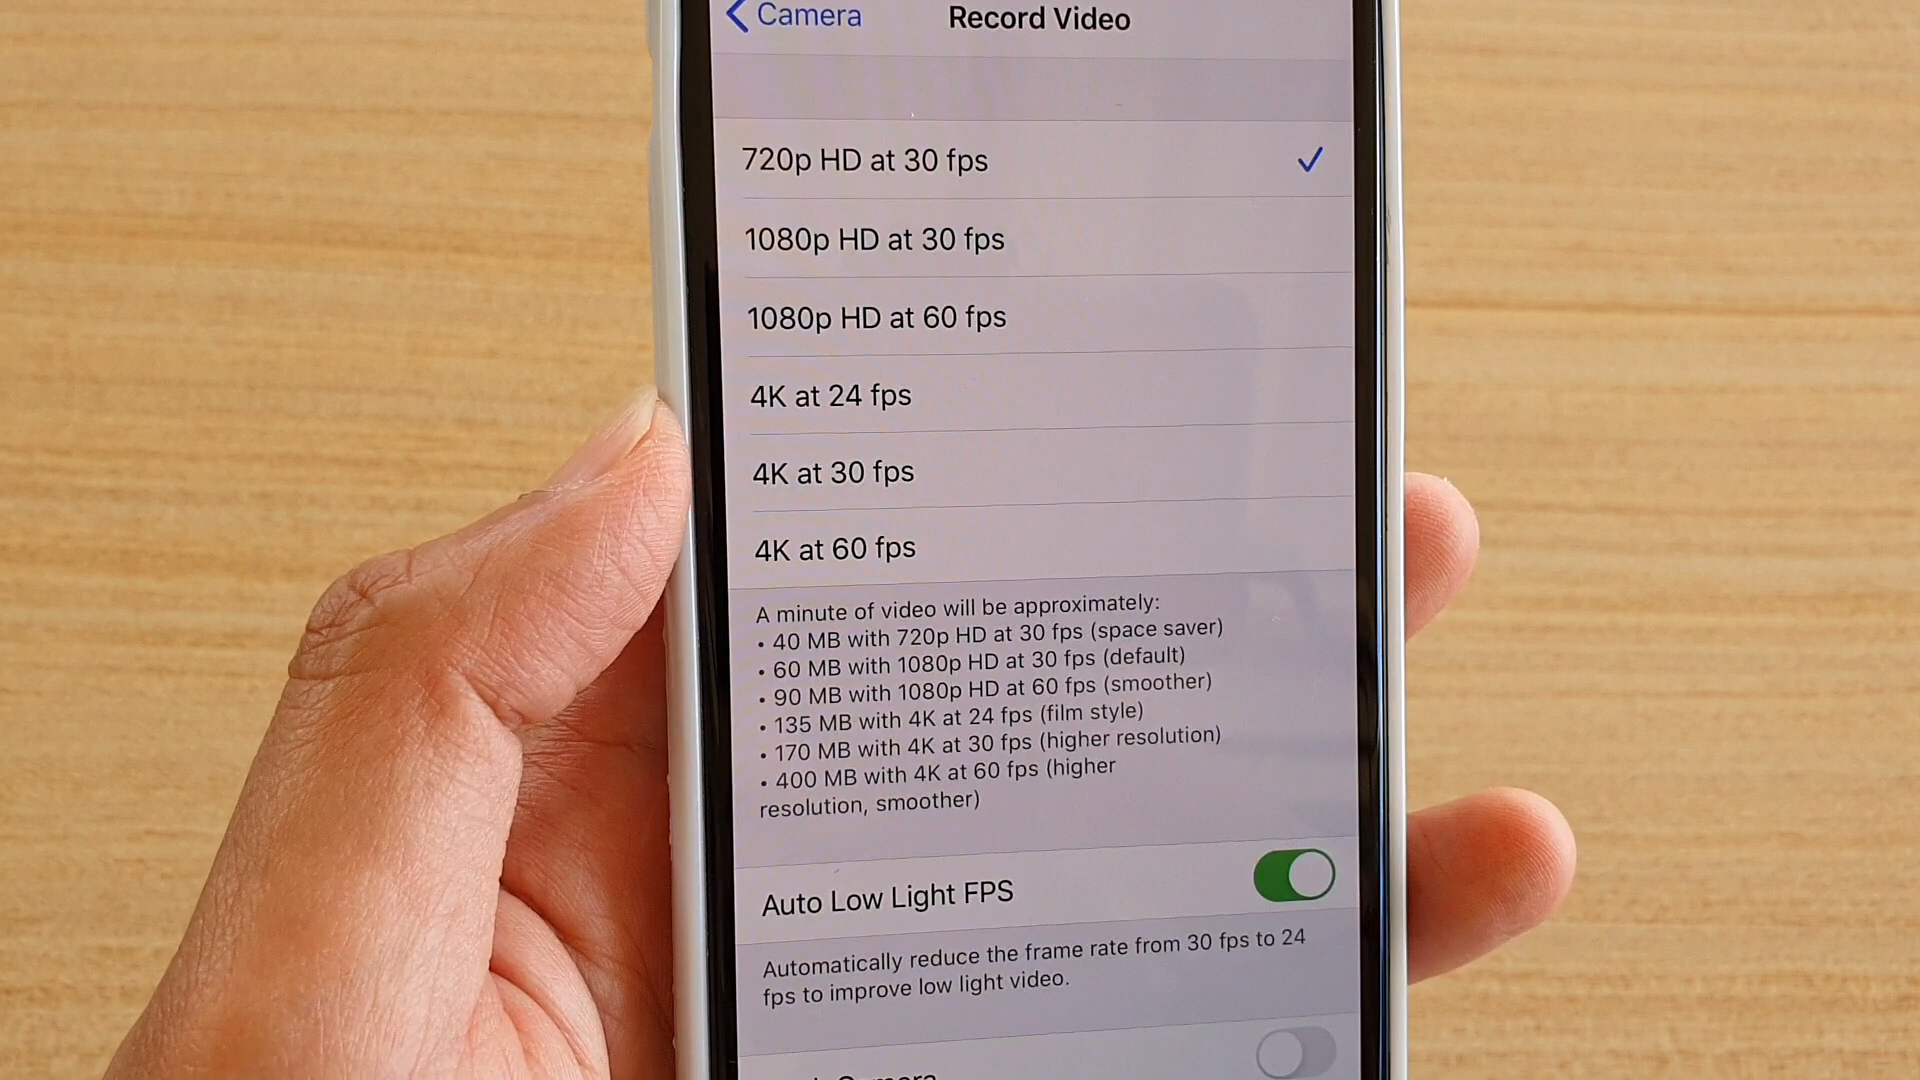 Camera
Record Video
720p HD at 30 fps
1080p HD at 30 fps
1080p HD at 60 fps
4K at 24 fps
4K at 30 fps
4K at 60 fps
A minute of video will be approximately:
• 40 MB with 720p HD at 30 fps (space saver)
• 60 MB with 1080p HD at 30 fps (default)
• 90 MB with 1080p HD at 60 fps (smoother)
• 135 MB with 4K at 24 fps (film style)
• 170 MB with 4K at 30 fps (higher resolution)
• 400 MB with 4K at 60 fps (higher
resolution, smoother)
Auto Low Light FPS
Automatically reduce the frame rate from 30 fps to 24
fps to improve low light video.
Camera